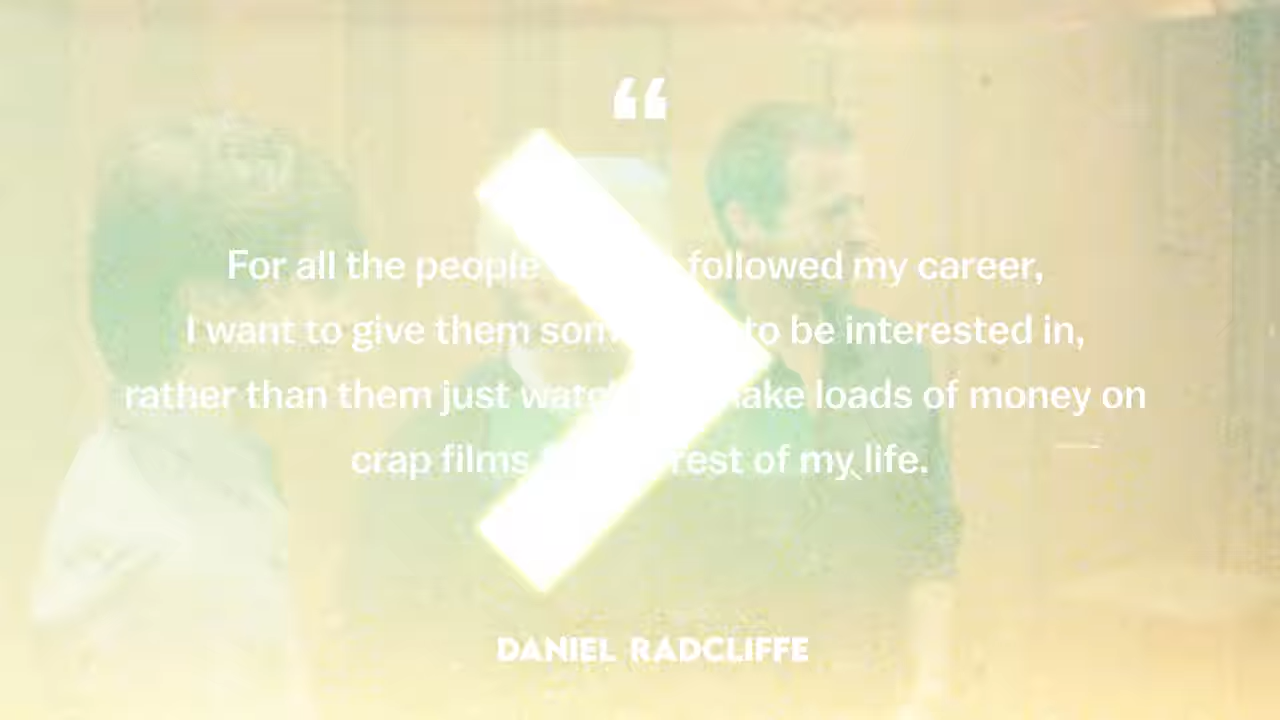 “
For all the people followed my career,
I want to give them to be interested in,
rather than them just loads of money on
crap films rest of my life.
DANIEL RADCLIFFE